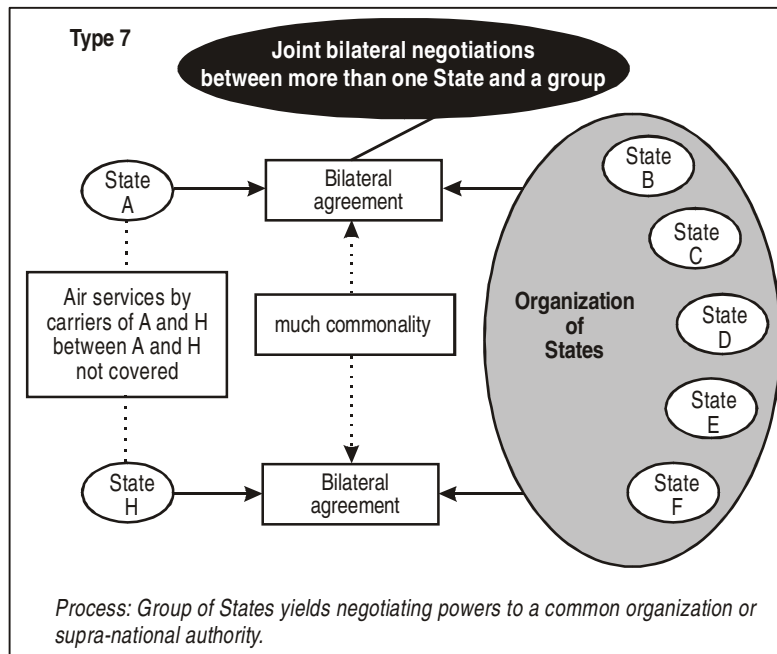 Type 7
Joint bilateral negotiations
between more than one State and a group
State
A
Bilateral
agreement
State
B
State
C
Air services by
carriers of A and H
between A and H
not covered
much commonality
Organization
of
States
State
D
State
E
State
H
Bilateral
agreement
State
F
Process: Group of States yields negotiating powers to a common organization or
supra-national authority.